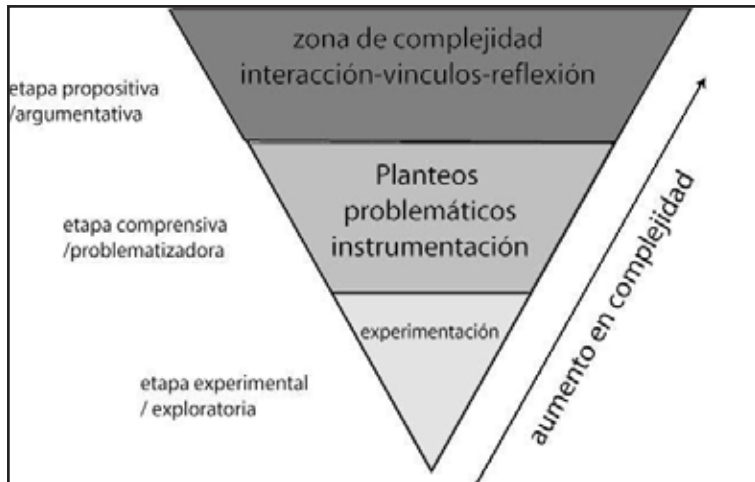 zona de complejidad
interacción-vinculos-reflexión
etapa propositiva
/argumentativa
Planteos
problemáticos
instrumentación
etapa comprensiva
/problematizadora
experimentación
etapa experimental
/ exploratoria
aumento en complejidad